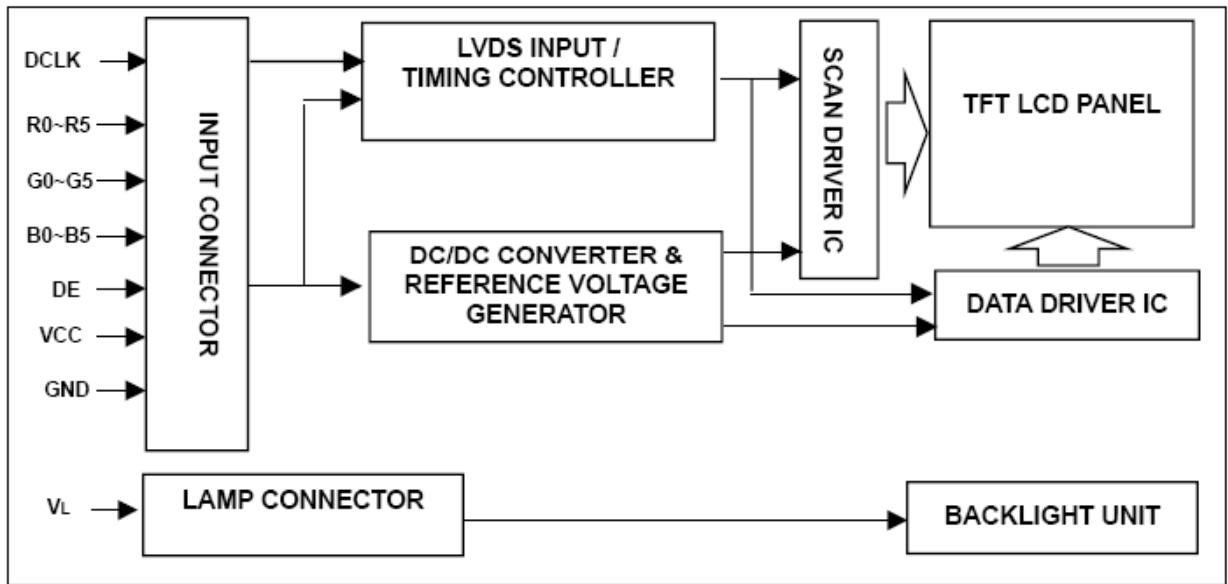 DCLK
R0~R5
G0~G5
B0~B5
DE
VCC
GND
INPUT CONNECTOR
LVDS INPUT /
TIMING CONTROLLER
DC/DC CONVERTER &
REFERENCE VOLTAGE
GENERATOR
SCAN DRIVER IC
TFT LCD PANEL
DATA DRIVER IC
VL
LAMP CONNECTOR
BACKLIGHT UNIT